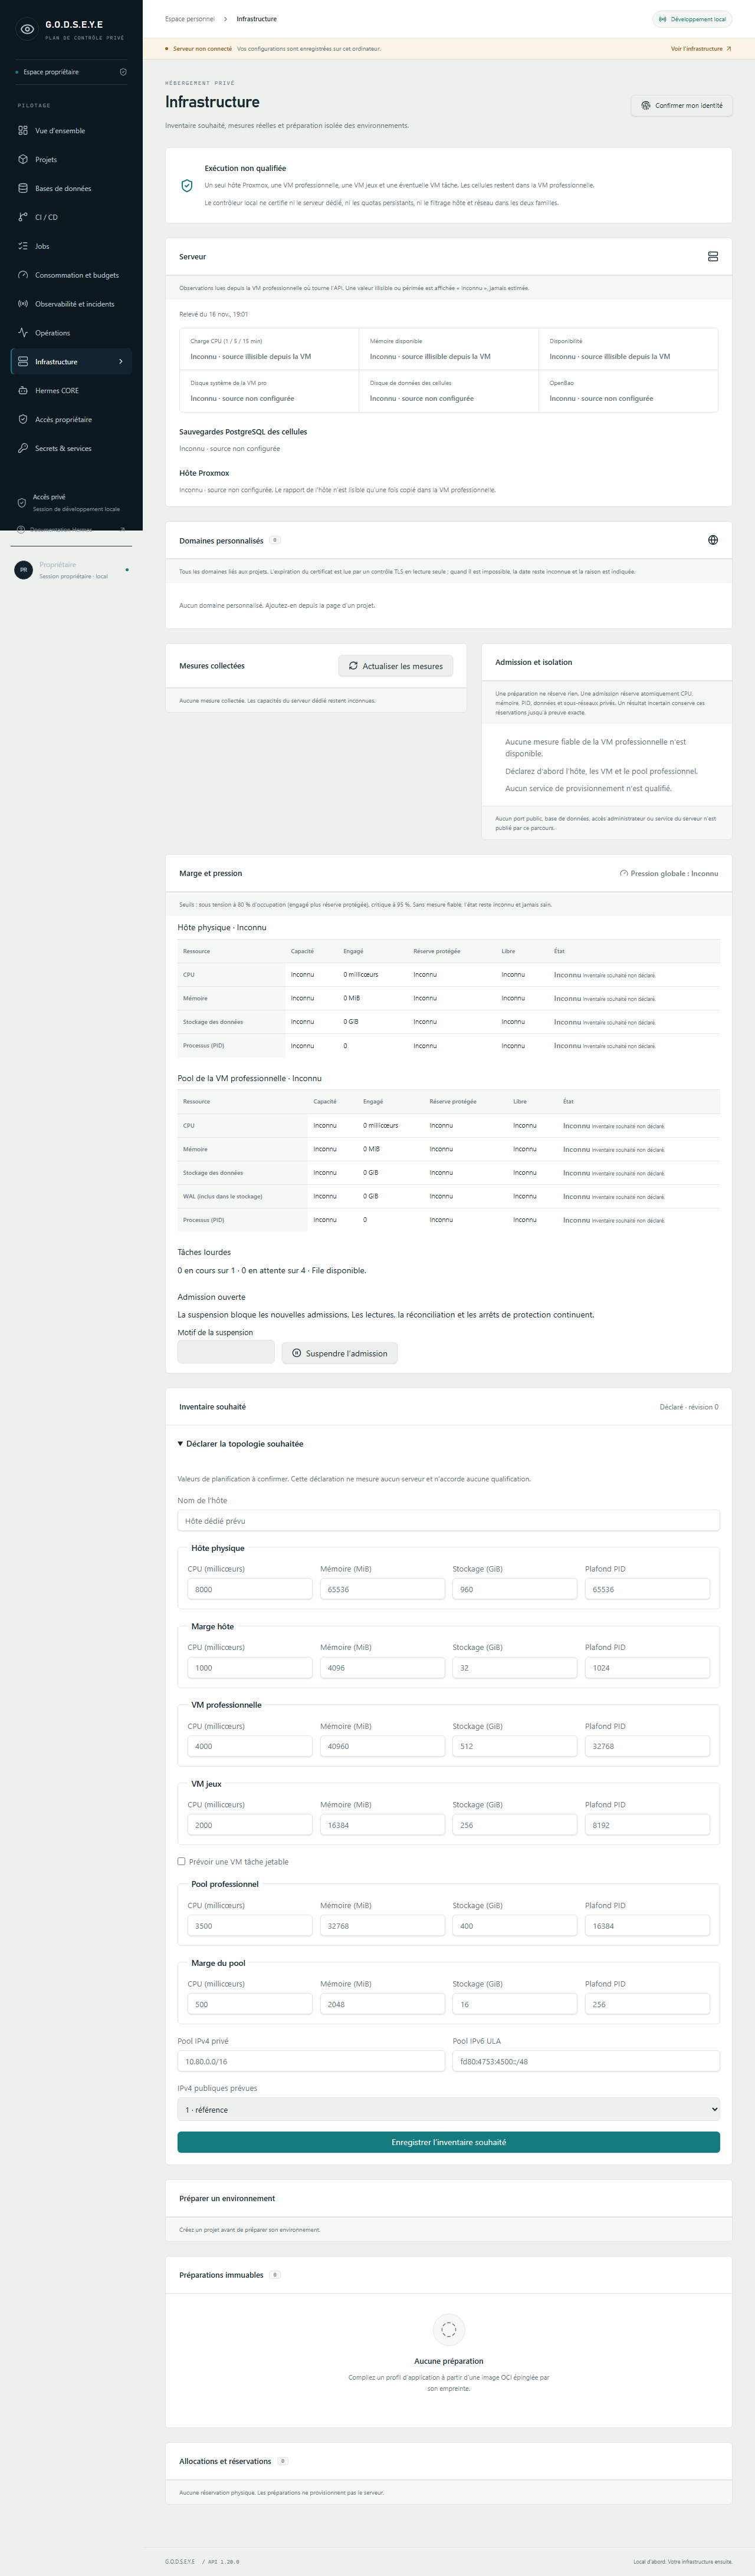 G.O.D.S.E.Y.E
PLAN DE CONTRÔLE PRIVÉ
Espace propriétaire
PILOTAGE
Vue d'ensemble
Projets
Bases de données
CI / CD
Jobs
Consommation et budgets
Observabilité et incidents
Opérations
Infrastructure
Hermes CORE
Accès propriétaire
Secrets & services
Accès privé
Session de développement locale
Documentation Hermes
PR
Propriétaire
Session propriétaire · local
Espace personnel
Infrastructure
Développement local
Serveur non connecté Vos configurations sont enregistrées sur cet ordinateur.
Voir l'infrastructure
HÉBERGEMENT PRIVÉ
Infrastructure
Confirmer mon identité
Inventaire souhaité, mesures réelles et préparation isolée des environnements.
Exécution non qualifiée
Un seul hôte Proxmox, une VM professionnelle, une VM jeux et une éventuelle VM tâche. Les cellules restent dans la VM professionnelle.
Le contrôleur local ne certifie ni le serveur dédié, ni les quotas persistants, ni le filtrage hôte et réseau dans les deux familles.
Serveur
Observations lues depuis la VM professionnelle où tourne l'API. Une valeur illisible ou périmée est affichée « Inconnu », jamais estimée.
Relevé du 16 nov., 19:01
Charge CPU (1 / 5 / 15 min)
Inconnu · source illisible depuis la VM
Mémoire disponible
Inconnu · source illisible depuis la VM
Disponibilité
Inconnu · source illisible depuis la VM
Disque système de la VM pro
Inconnu · source non configurée
Disque de données des cellules
Inconnu · source non configurée
OpenBao
Inconnu · source non configurée
Sauvegardes PostgreSQL des cellules
Inconnu · source non configurée
Hôte Proxmox
Inconnu · source non configurée. Le rapport de l'hôte n'est lisible qu'une fois copié dans la VM professionnelle.
Domaines personnalisés 0
Tous les domaines liés aux projets. L'expiration du certificat est lue par un contrôle TLS en lecture seule ; quand il est impossible, la date reste inconnue et la raison est indiquée.
Aucun domaine personnalisé. Ajoutez-en depuis la page d'un projet.
Mesures collectées
Actualiser les mesures
Aucune mesure collectée. Les capacités du serveur dédié restent inconnues.
Admission et isolation
Une préparation ne réserve rien. Une admission réserve atomiquement CPU,
mémoire, PID, données et sous-réseaux privés. Un résultat incertain conserve ces
réservations jusqu'à preuve exacte.
Aucune mesure fiable de la VM professionnelle n'est
disponible.
Déclarez d'abord l'hôte, les VM et le pool professionnel.
Aucun service de provisionnement n'est qualifié.
Aucun port public, base de données, accès administrateur ou service du serveur n'est
publié par ce parcours.
Marge et pression
Pression globale : Inconnu
Seuils : sous tension à 80 % d'occupation (engagé plus réserve protégée), critique à 95 %. Sans mesure fiable, l'état reste inconnu et jamais sain.
Hôte physique · Inconnu
Ressource Capacité Engagé Réserve protégée Libre État
CPU Inconnu 0 millicœurs Inconnu Inconnu Inconnu Inventaire souhaité non déclaré.
Mémoire Inconnu 0 MiB Inconnu Inconnu Inconnu Inventaire souhaité non déclaré.
Stockage des données Inconnu 0 GiB Inconnu Inconnu Inconnu Inventaire souhaité non déclaré.
Processus (PID) Inconnu 0 Inconnu Inconnu Inconnu Inventaire souhaité non déclaré.
Pool de la VM professionnelle · Inconnu
Ressource Capacité Engagé Réserve protégée Libre État
CPU Inconnu 0 millicœurs Inconnu Inconnu Inconnu Inventaire souhaité non déclaré.
Mémoire Inconnu 0 MiB Inconnu Inconnu Inconnu Inventaire souhaité non déclaré.
Stockage des données Inconnu 0 GiB Inconnu Inconnu Inconnu Inventaire souhaité non déclaré.
WAL (inclus dans le stockage) Inconnu 0 GiB Inconnu Inconnu Inconnu Inventaire souhaité non déclaré.
Processus (PID) Inconnu 0 Inconnu Inconnu Inconnu Inventaire souhaité non déclaré.
Tâches lourdes
0 en cours sur 1 · 0 en attente sur 4 · File disponible.
Admission ouverte
La suspension bloque les nouvelles admissions. Les lectures, la réconciliation et les arrêts de protection continuent.
Motif de la suspension
Suspendre l'admission
Inventaire souhaité
Déclaré · révision 0
▼ Déclarer la topologie souhaitée
Valeurs de planification à confirmer. Cette déclaration ne mesure aucun serveur et n'accorde aucune qualification.
Nom de l'hôte
Hôte dédié prévu
Hôte physique
CPU (millicœurs) Mémoire (MiB) Stockage (GiB) Plafond PID
8000 65536 960 65536
Marge hôte
CPU (millicœurs) Mémoire (MiB) Stockage (GiB) Plafond PID
1000 4096 32 1024
VM professionnelle
CPU (millicœurs) Mémoire (MiB) Stockage (GiB) Plafond PID
4000 40960 512 32768
VM jeux
CPU (millicœurs) Mémoire (MiB) Stockage (GiB) Plafond PID
2000 16384 256 8192
Prévoir une VM tâche jetable
Pool professionnel
CPU (millicœurs) Mémoire (MiB) Stockage (GiB) Plafond PID
3500 32768 400 16384
Marge du pool
CPU (millicœurs) Mémoire (MiB) Stockage (GiB) Plafond PID
500 2048 16 256
Pool IPv4 privé Pool IPv6 ULA
10.80.0.0/16 fd80:4753:4500::/48
IPv4 publiques prévues
1 · référence
Enregistrer l'inventaire souhaité
Préparer un environnement
Créez un projet avant de préparer son environnement.
Préparations immuables 0
Aucune préparation
Compilez un profil d'application à partir d'une image OCI épinglée par
son empreinte.
Allocations et réservations 0
Aucune réservation physique. Les préparations ne provisionnent pas le serveur.
GODSEYE / API 1.20.0
Local d'abord. Votre infrastructure ensuite.